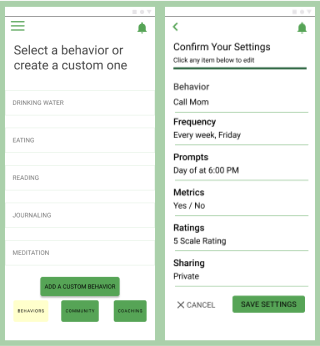 Select a behavior or
create a custom one
DRINKING WATER
EATING
READING
JOURNALING
MEDITATION
ADD A CUSTOM BEHAVIOR
BEHAVIORS
COMMUNITY
COACHING
Confirm Your Settings
Click any item below to edit
Behavior
Call Mom
Frequency
Every week, Friday
Prompts
Day of at 6:00 PM
Metrics
Yes / No
Ratings
5 Scale Rating
Sharing
Private
CANCEL
SAVE SETTINGS